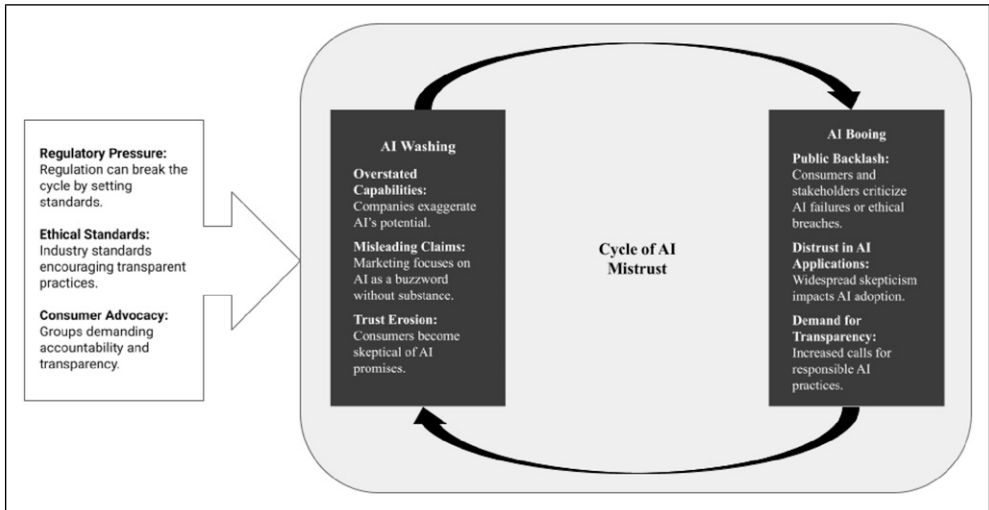 Regulatory Pressure:
Regulation can break the
cycle by setting
standards.
Ethical Standards:
Industry standards
encouraging transparent
practices.
Consumer Advocacy:
Groups demanding
accountability and
transparency.
AI Washing
Overstated
Capabilities:
Companies exaggerate
AI's potential.
Misleading Claims:
Marketing focuses on
AI as a buzzword
without substance.
Trust Erosion:
Consumers become
skeptical of AI
promises.
Cycle of AI
Mistrust
AI Booing
Public Backlash:
Consumers and
stakeholders criticize
AI failures or ethical
breaches.
Distrust in AI
Applications:
Widespread skepticism
impacts AI adoption.
Demand for
Transparency:
Increased calls for
responsible AI
practices.